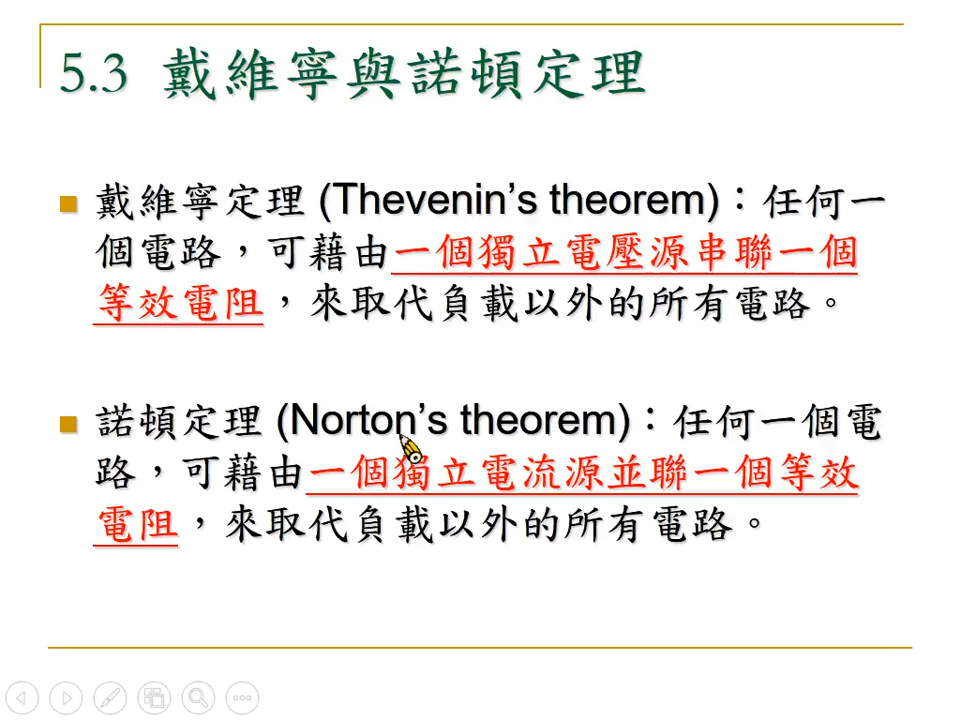 5.3 戴維寧與諾頓定理
戴維寧定理 (Thevenin's theorem)：任何一
個電路，可藉由一個獨立電壓源串聯一個
等效電阻，來取代負載以外的所有電路。
諾頓定理 (Norton's theorem)：任何一個電
路，可藉由一個獨立電流源並聯一個等效
電阻，來取代負載以外的所有電路。